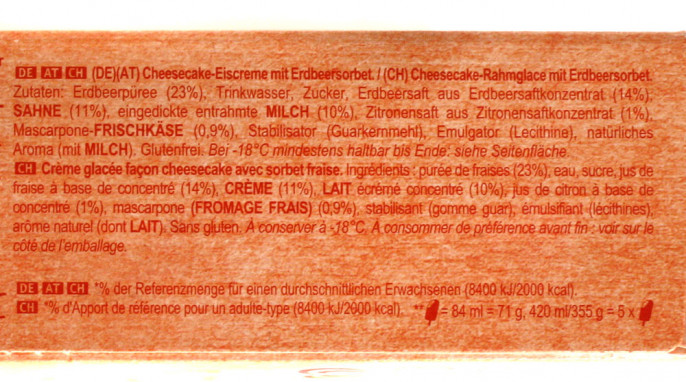 DE AT CH (DE)(AT) Cheesecake-Eiscreme mit Erdbeersorbet. / (CH) Cheesecake-Rahmglace mit Erdbeersorbet.
Zutaten: Erdbeerpüree (23%), Trinkwasser, Zucker, Erdbeersaft aus Erdbeersaftkonzentrat (14%),
SAHNE (11%), eingedickte entrahmte MILCH (10%), Zitronensaft aus Zitronensaftkonzentrat (1%),
Mascarpone-FRISCHKÄSE (0,9%), Stabilisator (Guarkernmehl), Emulgator (Lecithine), natürliches
Aroma (mit MILCH). Glutenfrei. Bei -18°C mindestens haltbar bis Ende: siehe Seitenfläche.
CH Crème glacée façon cheesecake avec sorbet fraise. Ingrédients : purée de fraises (23%), eau, sucre, jus de
fraise à base de concentré (14%), CRÈME (11%), LAIT écrémé concentré (10%), jus de citron à base de
concentré (1%), mascarpone (FROMAGE FRAIS) (0,9%), stabilisant (gomme guar), émulsifiant (lécithines),
arôme naturel (dont LAIT). Sans gluten. À conserver à -18°C. À consommer de préférence avant fin : voir sur le
côté de l'emballage.
DE AT CH *% der Referenzmenge für einen durchschnittlichen Erwachsenen (8400 kJ/2000 kcal).
CH *% d'Apport de référence pour un adulte-type (8400 kJ/2000 kcal). ** = 84 ml = 71 g, 420 ml/355 g = 5 x